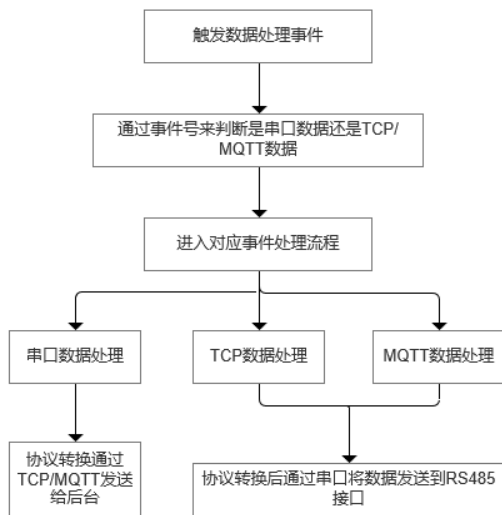 触发数据处理事件
通过事件号来判断是串口数据还是TCP/
MQTT数据
进入对应事件处理流程
串口数据处理
TCP数据处理
MQTT数据处理
协议转换通过
TCP/MQTT发送
给后台
协议转换后通过串口将数据发送到RS485
接口